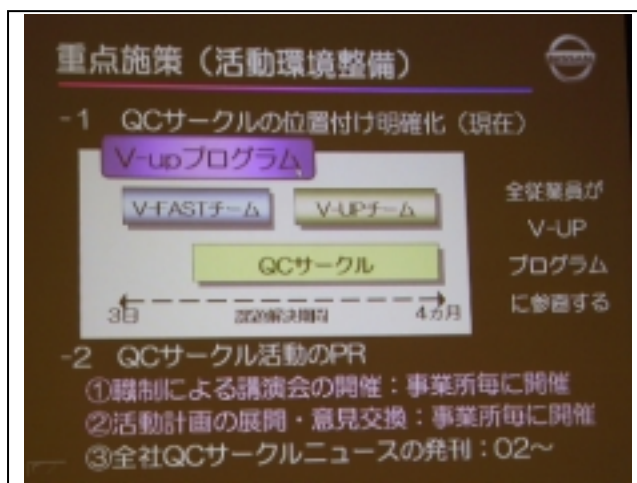 重点施策（活動環境整備）
NISSAN
-1 QCサークルの位置付け明確化（現在）
V-upプログラム
V-FASTチーム
V-UPチーム
QCサークル
3日
課題解決期間
4ヵ月
全従業員が
V-UP
プログラム
に参画する
-2 QCサークル活動のPR
①職制による講演会の開催：事業所毎に開催
②活動計画の展開・意見交換：事業所毎に開催
③全社QCサークルニュースの発刊：02～